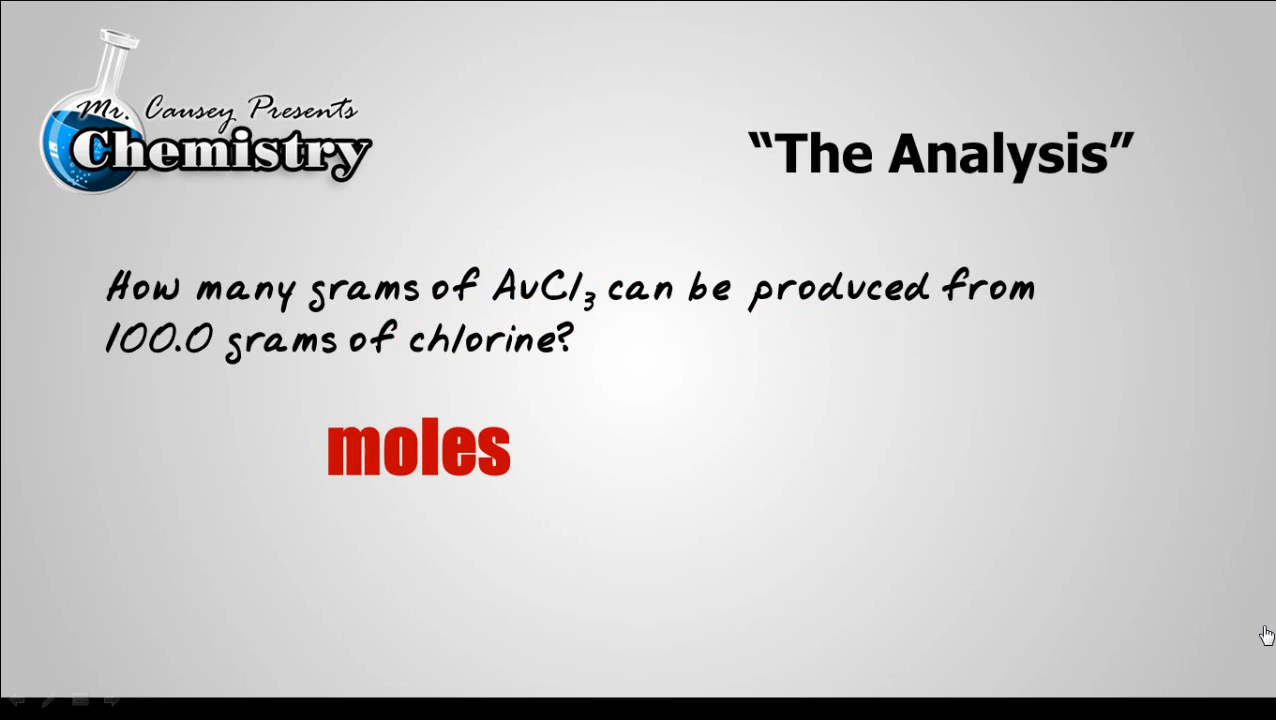 Mr. Causey Presents
Chemistry
“The Analysis”
How many grams of AuCl₃ can be produced from
100.0 grams of chlorine?
moles